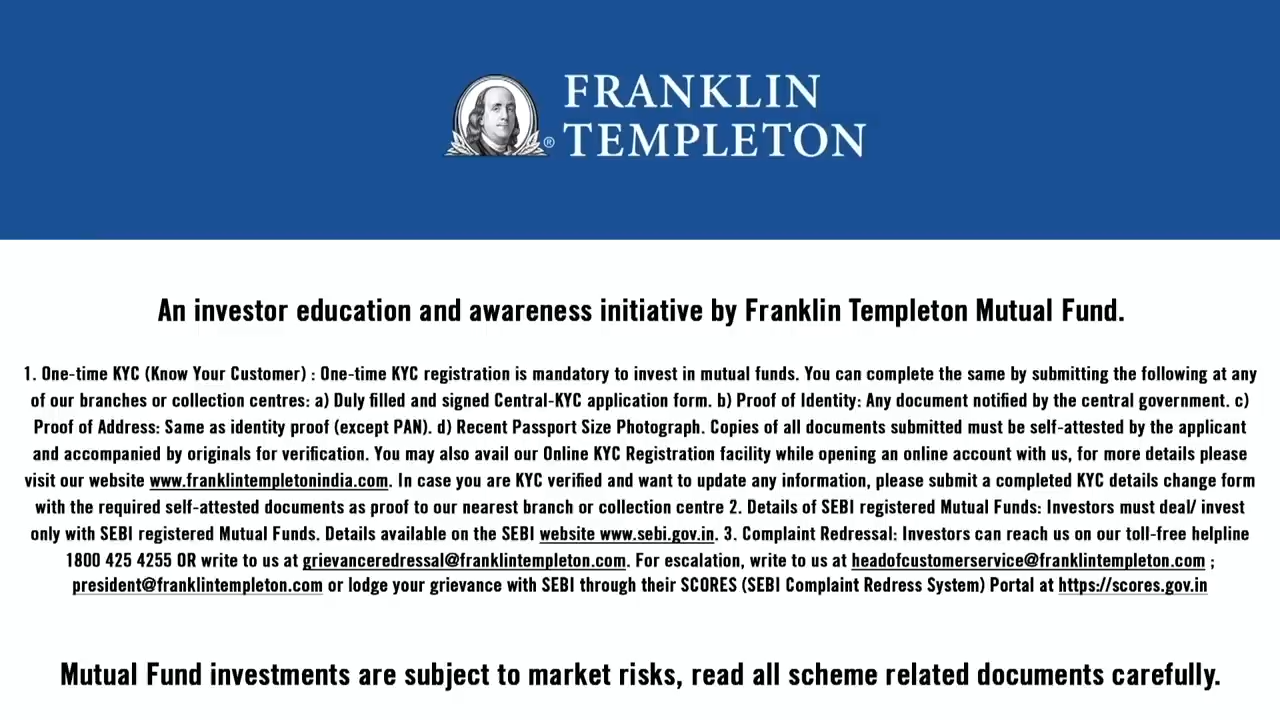 FRANKLIN
TEMPLETON
®
An investor education and awareness initiative by Franklin Templeton Mutual Fund.
1. One-time KYC (Know Your Customer) : One-time KYC registration is mandatory to invest in mutual funds. You can complete the same by submitting the following at any
of our branches or collection centres: a) Duly filled and signed Central-KYC application form. b) Proof of Identity: Any document notified by the central government. c)
Proof of Address: Same as identity proof (except PAN). d) Recent Passport Size Photograph. Copies of all documents submitted must be self-attested by the applicant
and accompanied by originals for verification. You may also avail our Online KYC Registration facility while opening an online account with us, for more details please
visit our website www.franklintempletonindia.com. In case you are KYC verified and want to update any information, please submit a completed KYC details change form
with the required self-attested documents as proof to our nearest branch or collection centre 2. Details of SEBI registered Mutual Funds: Investors must deal/ invest
only with SEBI registered Mutual Funds. Details available on the SEBI website www.sebi.gov.in. 3. Complaint Redressal: Investors can reach us on our toll-free helpline
1800 425 4255 OR write to us at grievanceredressal@franklintempleton.com. For escalation, write to us at headofcustomerservice@franklintempleton.com ;
president@franklintempleton.com or lodge your grievance with SEBI through their SCORES (SEBI Complaint Redress System) Portal at https://scores.gov.in
Mutual Fund investments are subject to market risks, read all scheme related documents carefully.